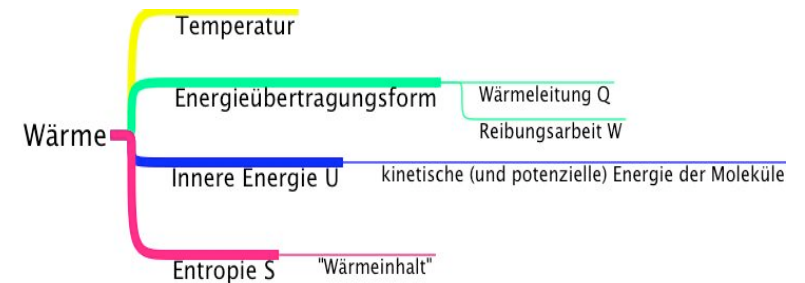 Temperatur
Energieübertragungsform
Wärmeleitung Q
Reibungsarbeit W
Wärme
Innere Energie U
kinetische (und potenzielle) Energie der Moleküle
Entropie S
"Wärmeinhalt"